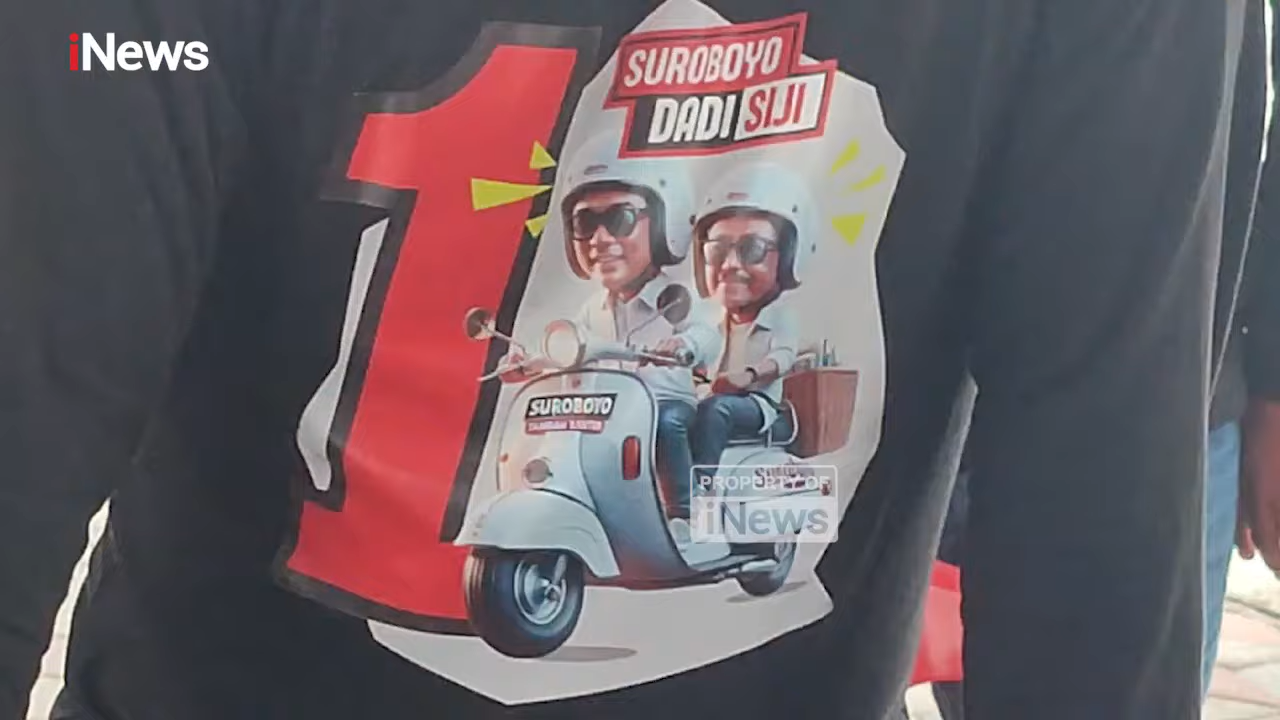 iNews
1
SUROBOYO
DADI SIJI
SUROBOYO
PROPERTY OF
iNews